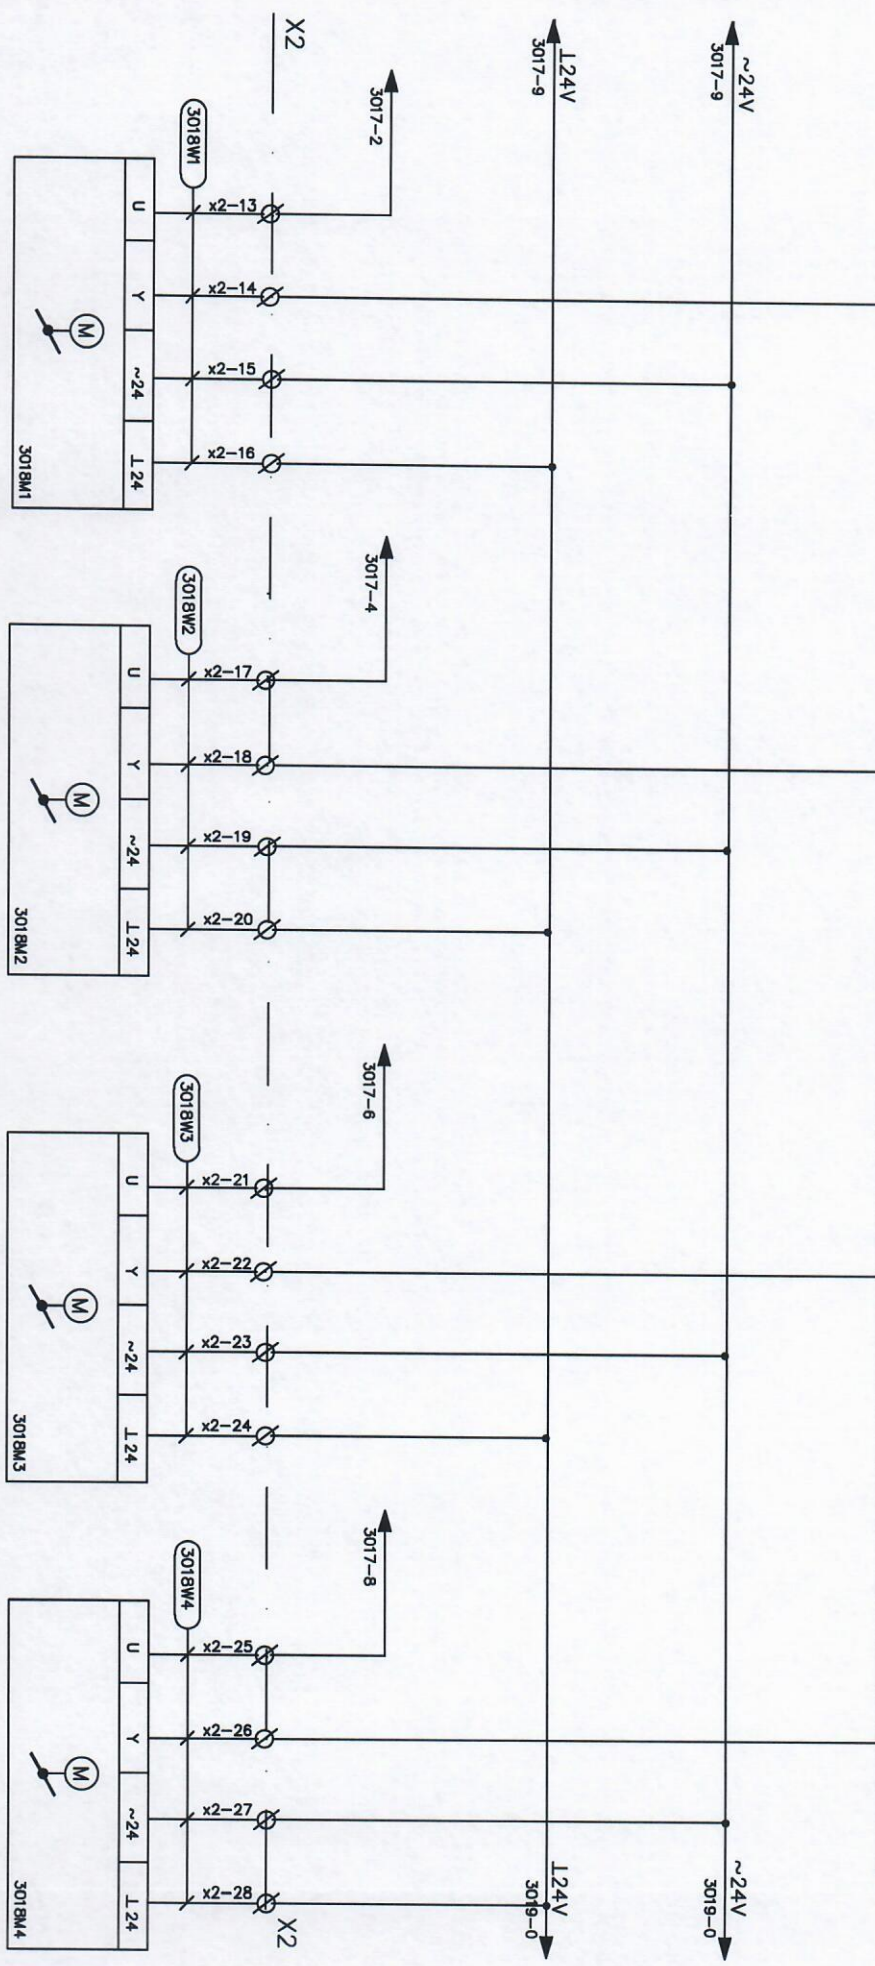 ~24V
3017-9
⊥24V
3017-9
~24V
3019-0
⊥24V
3019-0
3017-2
3017-4
3017-6
3017-8
X2
X2
x2-13
x2-14
x2-15
x2-16
x2-17
x2-18
x2-19
x2-20
x2-21
x2-22
x2-23
x2-24
x2-25
x2-26
x2-27
x2-28
3018W1
3018W2
3018W3
3018W4
U
Y
~24
⊥24
M
3018M1
U
Y
~24
⊥24
M
3018M2
U
Y
~24
⊥24
M
3018M3
U
Y
~24
⊥24
M
3018M4